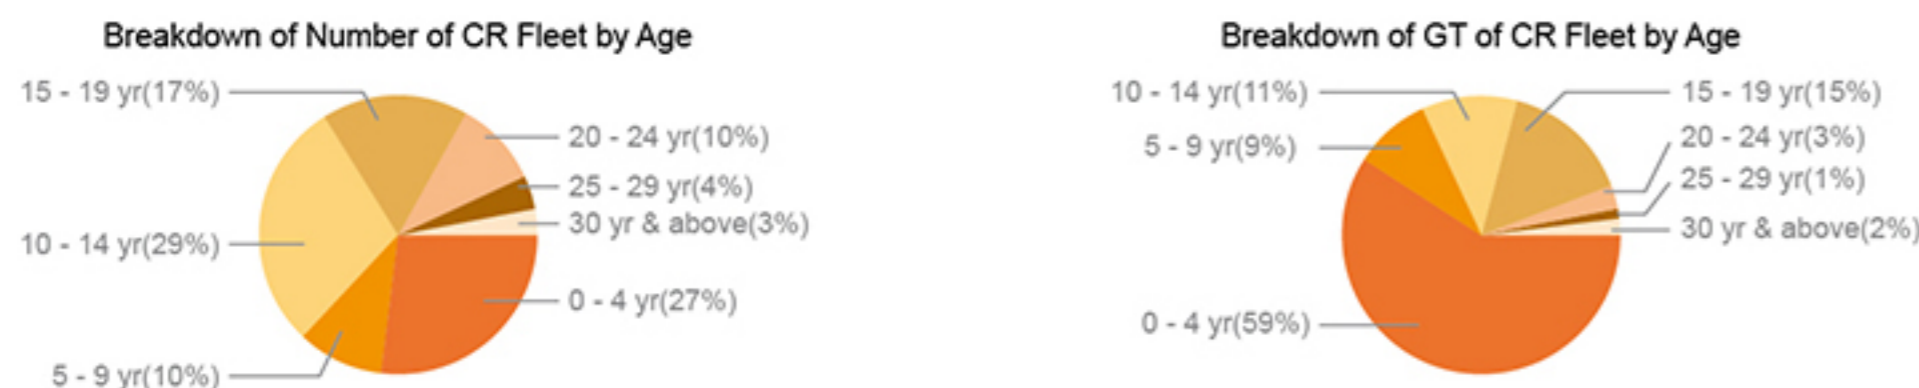 Breakdown of Number of CR Fleet by Age
15 - 19 yr(17%)
20 - 24 yr(10%)
25 - 29 yr(4%)
30 yr & above(3%)
10 - 14 yr(29%)
0 - 4 yr(27%)
5 - 9 yr(10%)
Breakdown of GT of CR Fleet by Age
10 - 14 yr(11%)
15 - 19 yr(15%)
5 - 9 yr(9%)
20 - 24 yr(3%)
25 - 29 yr(1%)
30 yr & above(2%)
0 - 4 yr(59%)